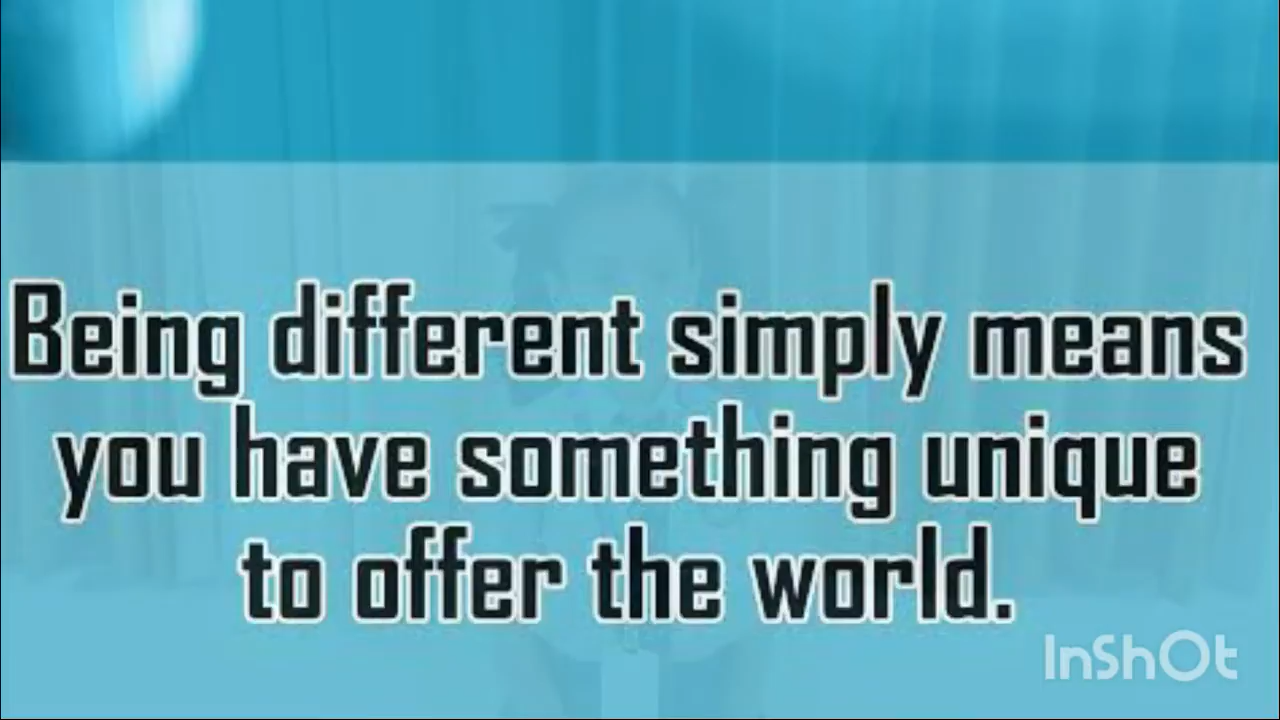 Being different simply means
you have something unique
to offer the world.
InShOt